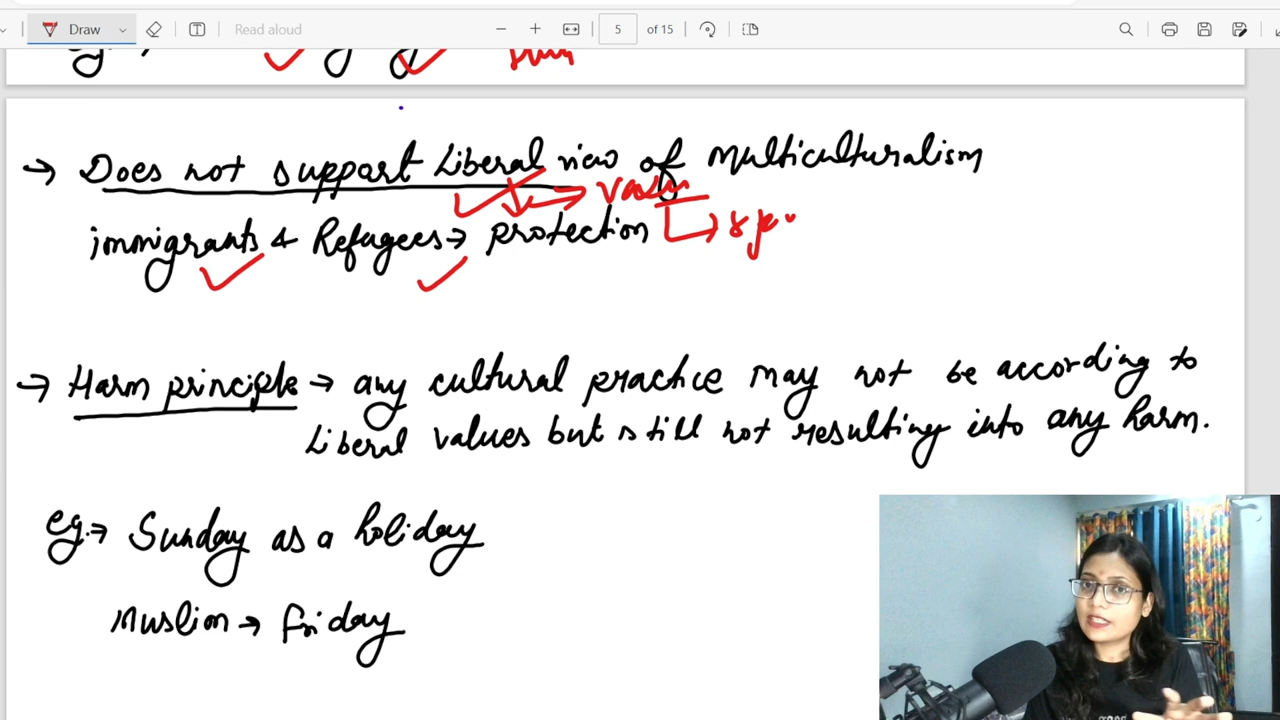 Draw
Read aloud
5 of 15
→ Does not support Liberal view of Multiculturalism
immigrants & Refugees → protection
→ Harm principle → any cultural practice may not be according to
Liberal values but still not resulting into any harm.
eg. → Sunday as a holiday
Muslim → Friday